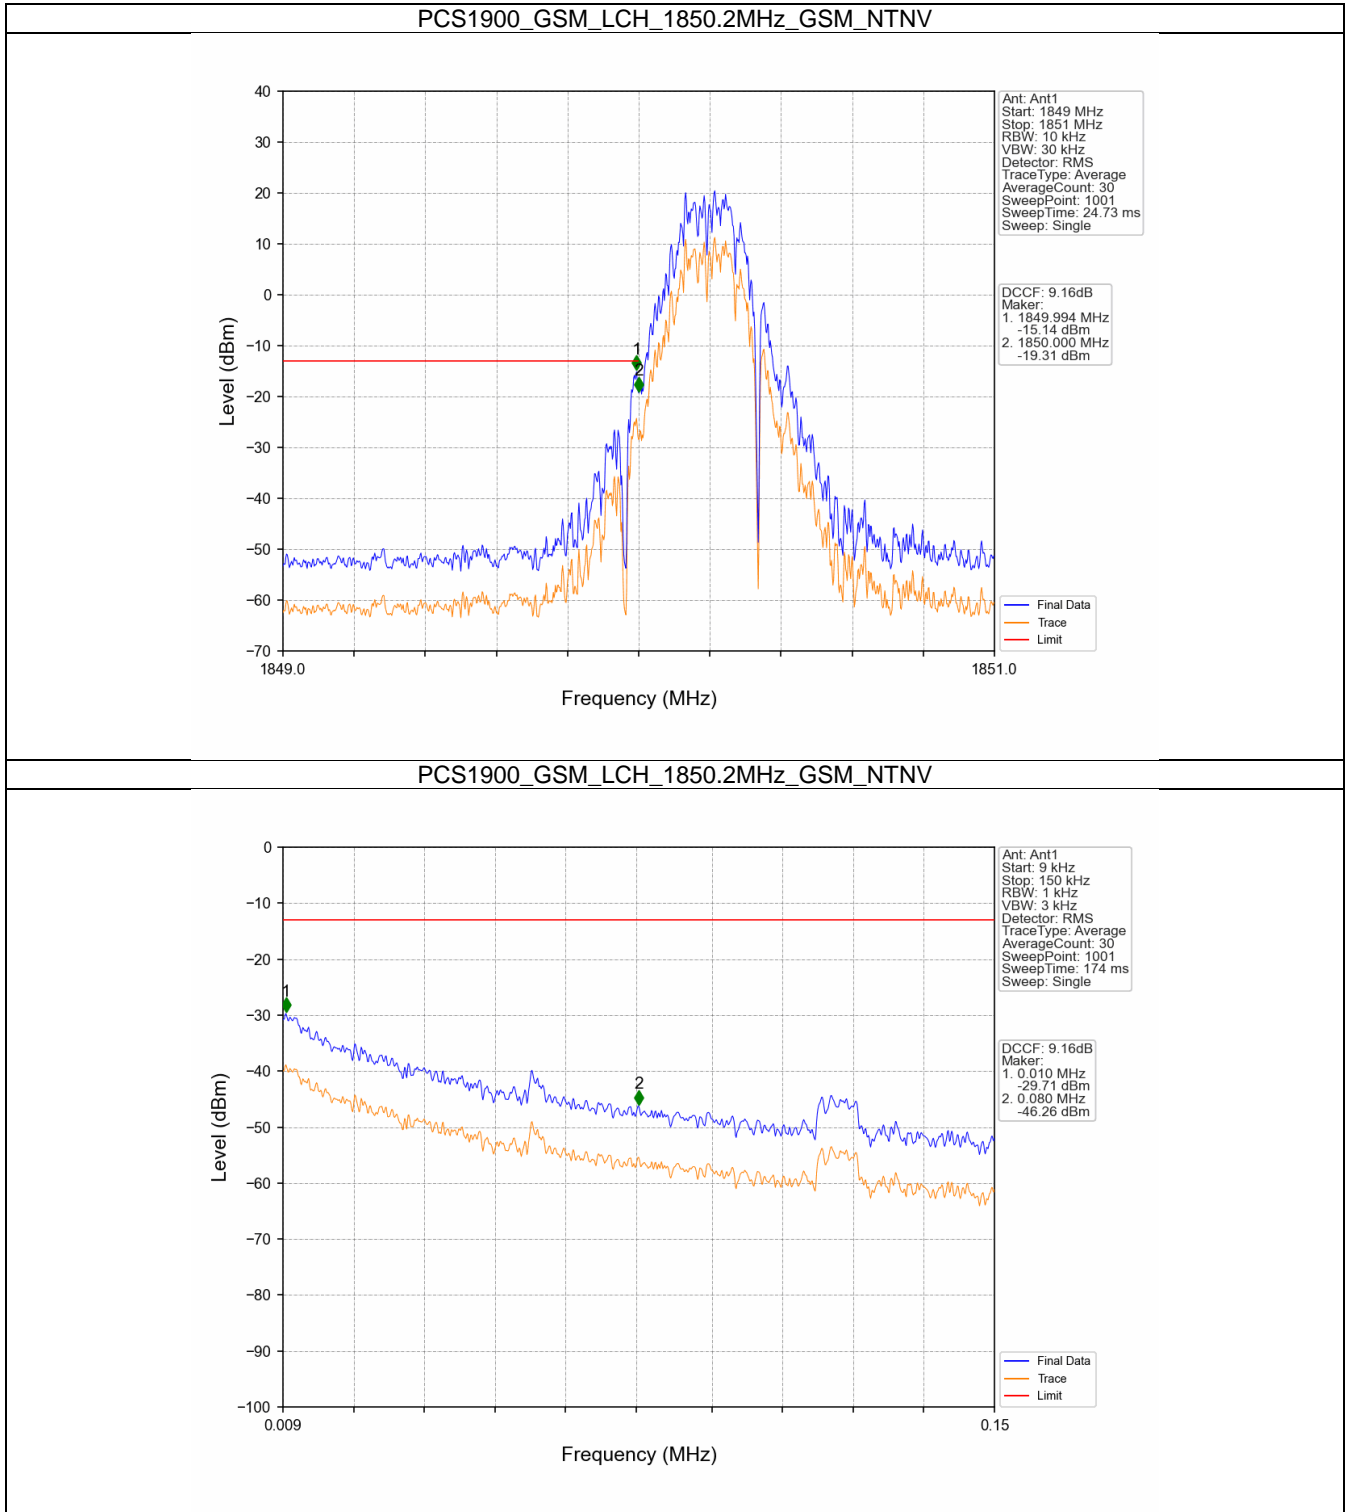 PCS1900_GSM_LCH_1850.2MHz_GSM_NTNV
40
30
20
10
0
−10
−20
−30
−40
−50
−60
−70
Level (dBm)
1849.0
1851.0
Frequency (MHz)
1
2
Ant: Ant1
Start: 1849 MHz
Stop: 1851 MHz
RBW: 10 kHz
VBW: 30 kHz
Detector: RMS
TraceType: Average
AverageCount: 30
SweepPoint: 1001
SweepTime: 24.73 ms
Sweep: Single
DCCF: 9.16dB
Maker:
1. 1849.994 MHz
-15.14 dBm
2. 1850.000 MHz
-19.31 dBm
Final Data
Trace
Limit
PCS1900_GSM_LCH_1850.2MHz_GSM_NTNV
0
−10
−20
−30
−40
−50
−60
−70
−80
−90
−100
Level (dBm)
0.009
0.15
Frequency (MHz)
1
2
Ant: Ant1
Start: 9 kHz
Stop: 150 kHz
RBW: 1 kHz
VBW: 3 kHz
Detector: RMS
TraceType: Average
AverageCount: 30
SweepPoint: 1001
SweepTime: 174 ms
Sweep: Single
DCCF: 9.16dB
Maker:
1. 0.010 MHz
-29.71 dBm
2. 0.080 MHz
-46.26 dBm
Final Data
Trace
Limit